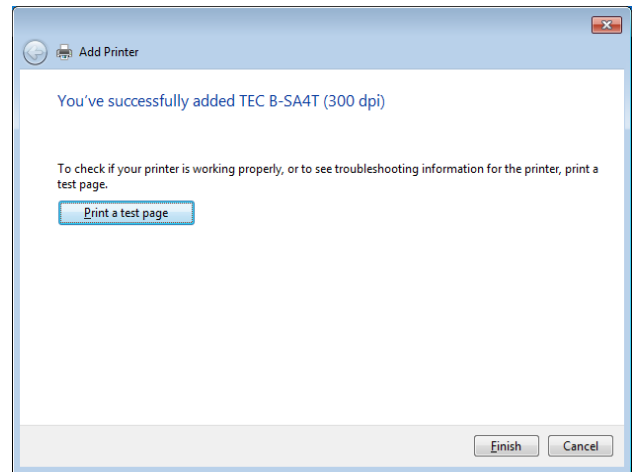 Add Printer
You've successfully added TEC B-SA4T (300 dpi)
To check if your printer is working properly, or to see troubleshooting information for the printer, print a
test page.
Print a test page
Finish Cancel